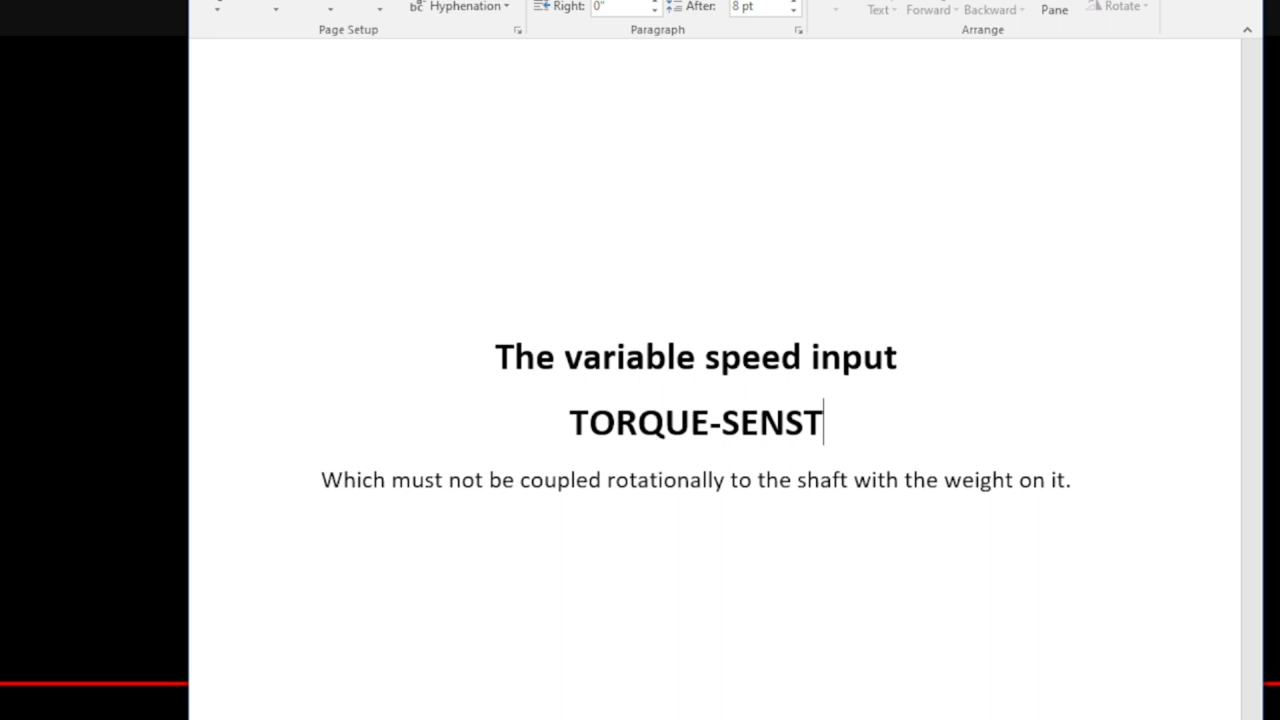 Hyphenation Right: 0" After: 8 pt Text Forward Backward Pane Rotate
Page Setup Paragraph Arrange
The variable speed input
TORQUE-SENST
Which must not be coupled rotationally to the shaft with the weight on it.